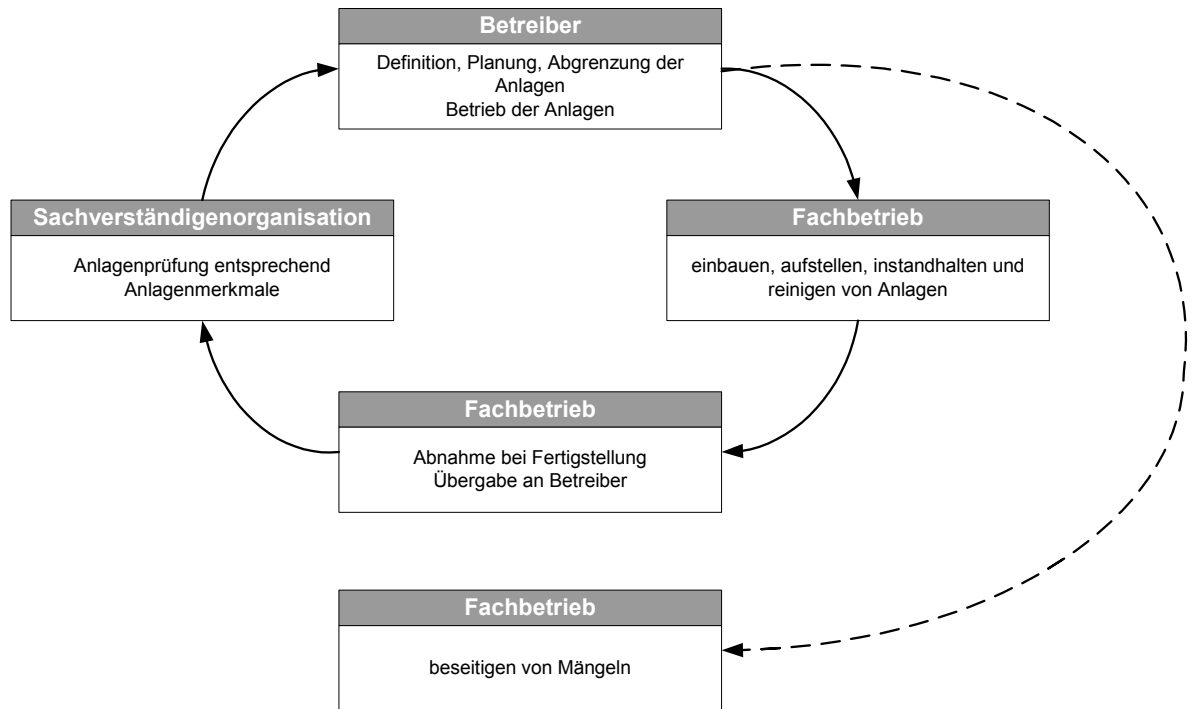 Betreiber
Definition, Planung, Abgrenzung der
Anlagen
Betrieb der Anlagen
Sachverständigenorganisation
Anlagenprüfung entsprechend
Anlagenmerkmale
Fachbetrieb
einbauen, aufstellen, instandhalten und
reinigen von Anlagen
Fachbetrieb
Abnahme bei Fertigstellung
Übergabe an Betreiber
Fachbetrieb
beseitigen von Mängeln